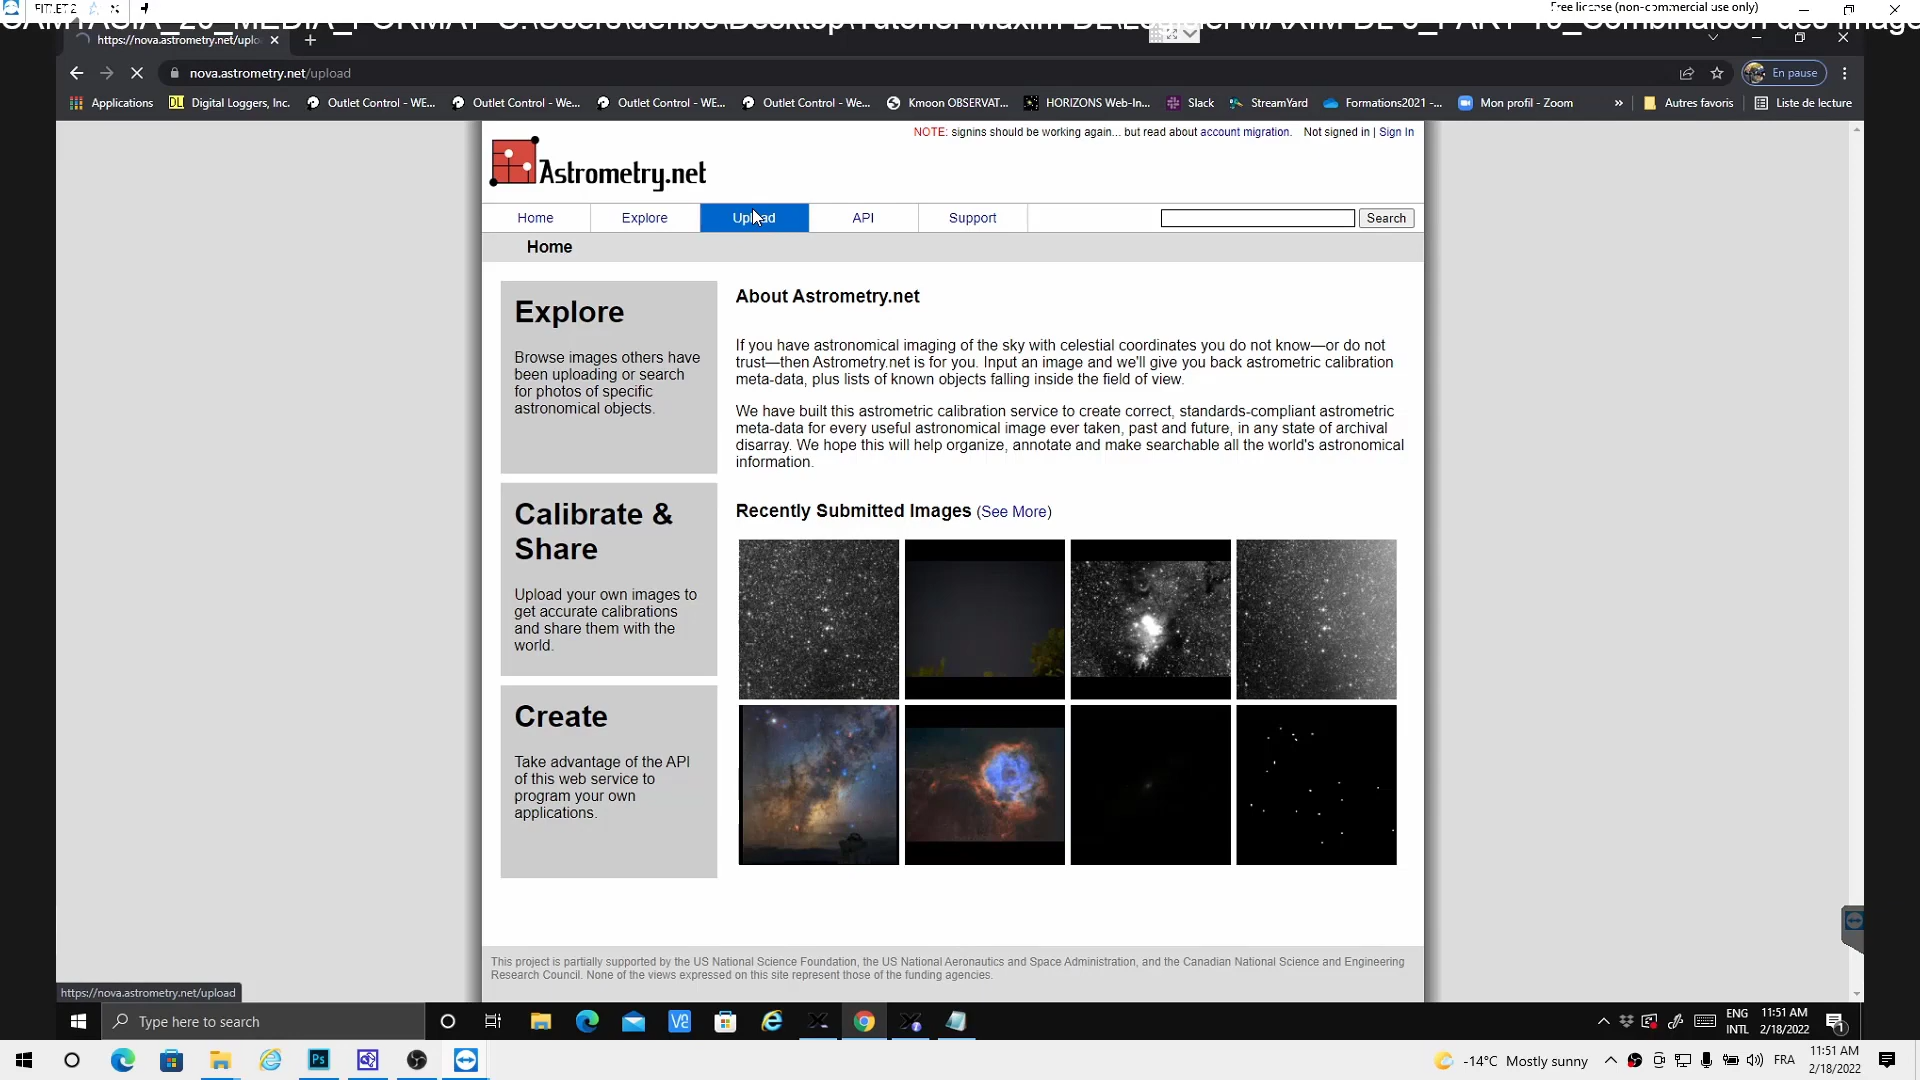 FITLET 2
Free license (non-commercial use only)
https://nova.astrometry.net/uplo
nova.astrometry.net/upload
En pause
Applications
Digital Loggers, Inc.
Outlet Control - WE...
Outlet Control - We...
Outlet Control - WE...
Outlet Control - We...
Kmoon OBSERVAT...
HORIZONS Web-In...
Slack
StreamYard
Formations2021 -...
Mon profil - Zoom
»
Autres favoris
Liste de lecture
NOTE: signins should be working again... but read about account migration. Not signed in | Sign In
Astrometry.net
Home
Explore
Upload
API
Support
Search
Home
Explore
Browse images others have
been uploading or search
for photos of specific
astronomical objects.
Calibrate &
Share
Upload your own images to
get accurate calibrations
and share them with the
world.
Create
Take advantage of the API
of this web service to
program your own
applications.
About Astrometry.net
If you have astronomical imaging of the sky with celestial coordinates you do not know—or do not
trust—then Astrometry.net is for you. Input an image and we'll give you back astrometric calibration
meta-data, plus lists of known objects falling inside the field of view.
We have built this astrometric calibration service to create correct, standards-compliant astrometric
meta-data for every useful astronomical image ever taken, past and future, in any state of archival
disarray. We hope this will help organize, annotate and make searchable all the world's astronomical
information.
Recently Submitted Images (See More)
This project is partially supported by the US National Science Foundation, the US National Aeronautics and Space Administration, and the Canadian National Science and Engineering
Research Council. None of the views expressed on this site represent those of the funding agencies.
https://nova.astrometry.net/upload
Type here to search
ENG
INTL
11:51 AM
2/18/2022
-14°C Mostly sunny
FRA
11:51 AM
2/18/2022